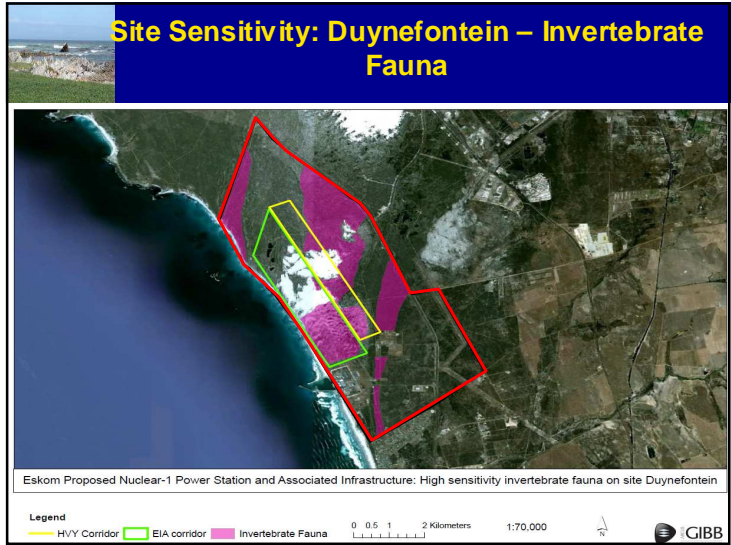 Site Sensitivity: Duynefontein – Invertebrate
Fauna
Eskom Proposed Nuclear-1 Power Station and Associated Infrastructure: High sensitivity invertebrate fauna on site Duynefontein
Legend
HVY Corridor EIA corridor Invertebrate Fauna
0 0.5 1 2 Kilometers
1:70,000
N
GIBB